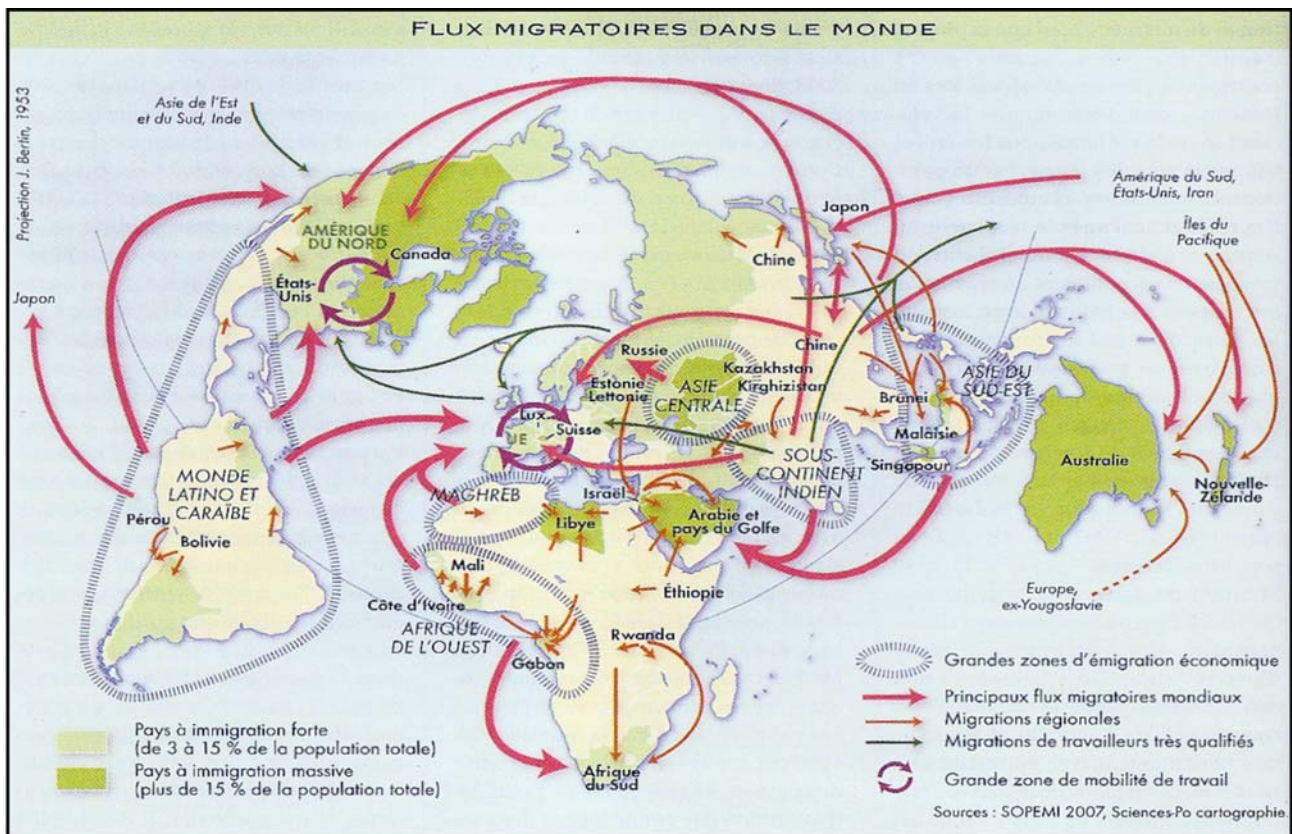 FLUX MIGRATOIRES DANS LE MONDE
Projection J. Bertin, 1953
Asie de l'Est
et du Sud, Inde
Japon
AMÉRIQUE
DU NORD
Canada
États-
Unis
MONDE
LATINO ET
CARAÏBE
Pérou
Bolivie
Russie
Estonie
Lettonie
Lux.
UE
Suisse
MAGHREB
Israël
Libye
Arabie et
pays du Golfe
Mali
Côte d'Ivoire
AFRIQUE
DE L'OUEST
Gabon
Éthiopie
Rwanda
Afrique
du Sud
Kazakhstan
Kirghizistan
ASIE
CENTRALE
SOUS-
CONTINENT
INDIEN
Chine
Chine
Japon
Brunei
Malaisie
Singapour
ASIE DU
SUD-EST
Amérique du Sud,
États-Unis, Iran
Îles du
Pacifique
Australie
Nouvelle-
Zélande
Europe,
ex-Yougoslavie
Pays à immigration forte
(de 3 à 15 % de la population totale)
Pays à immigration massive
(plus de 15 % de la population totale)
Grandes zones d'émigration économique
Principaux flux migratoires mondiaux
Migrations régionales
Migrations de travailleurs très qualifiés
Grande zone de mobilité de travail
Sources : SOPEMI 2007, Sciences-Po cartographie.